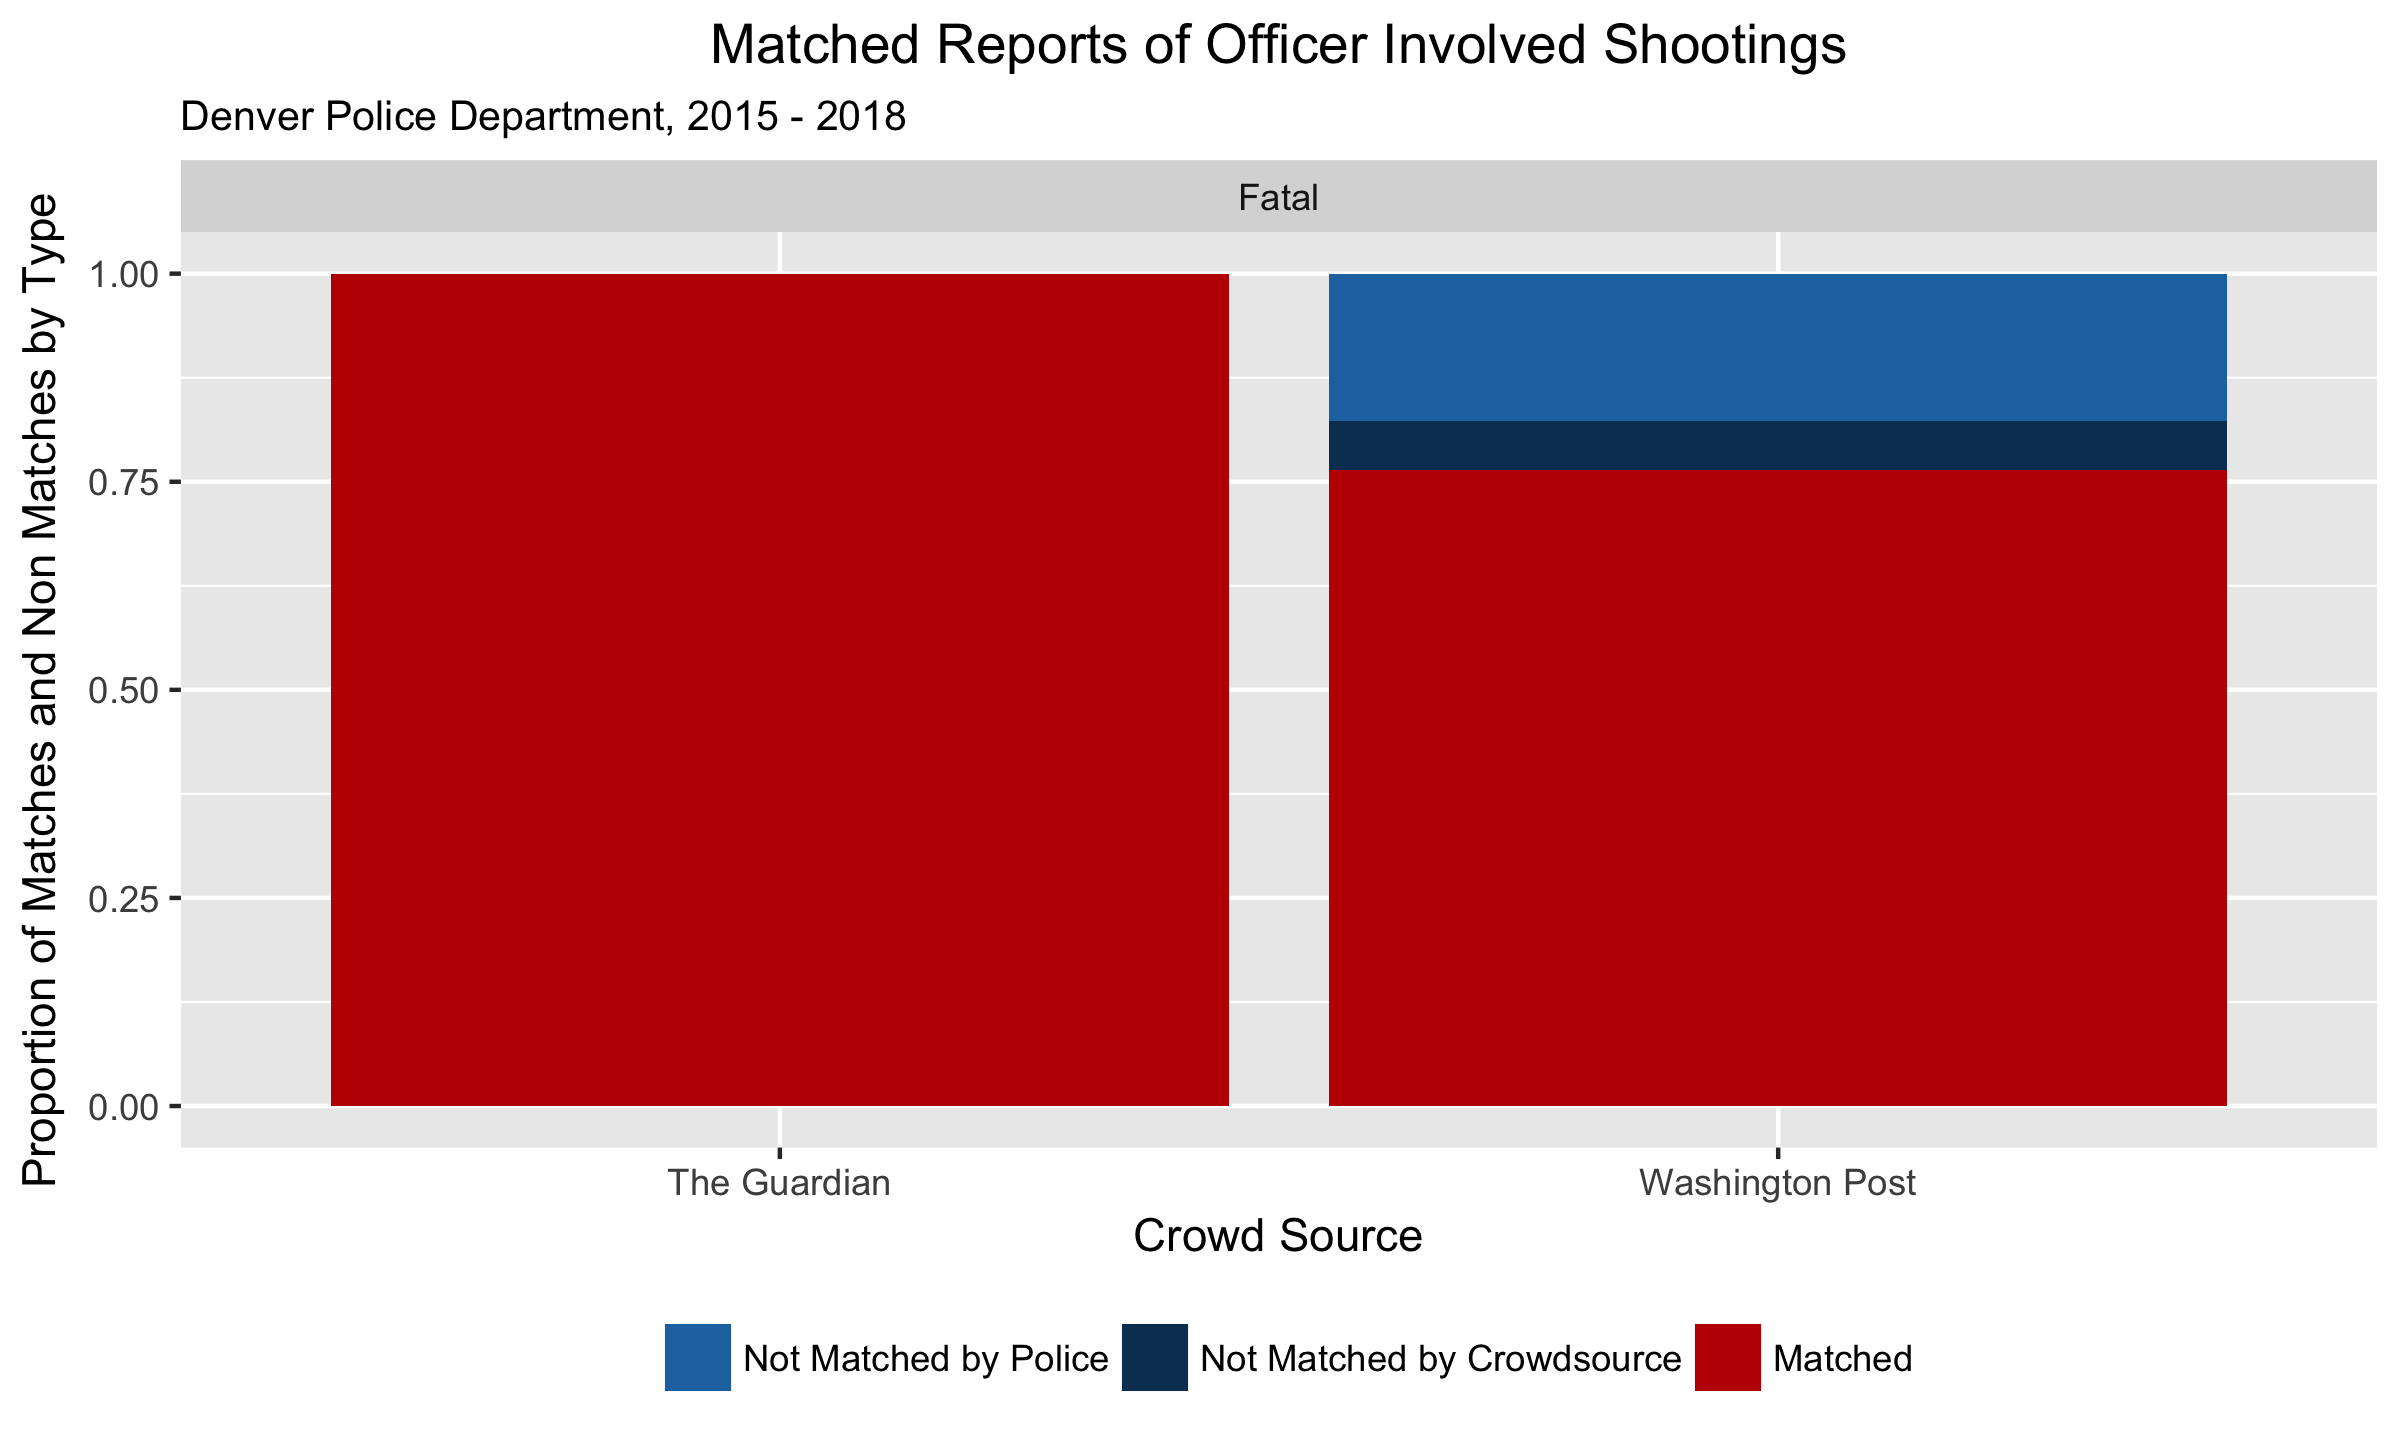 Matched Reports of Officer Involved Shootings
Denver Police Department, 2015 - 2018
Fatal
Proportion of Matches and Non Matches by Type
1.00
0.75
0.50
0.25
0.00
The Guardian
Washington Post
Crowd Source
Not Matched by Police
Not Matched by Crowdsource
Matched